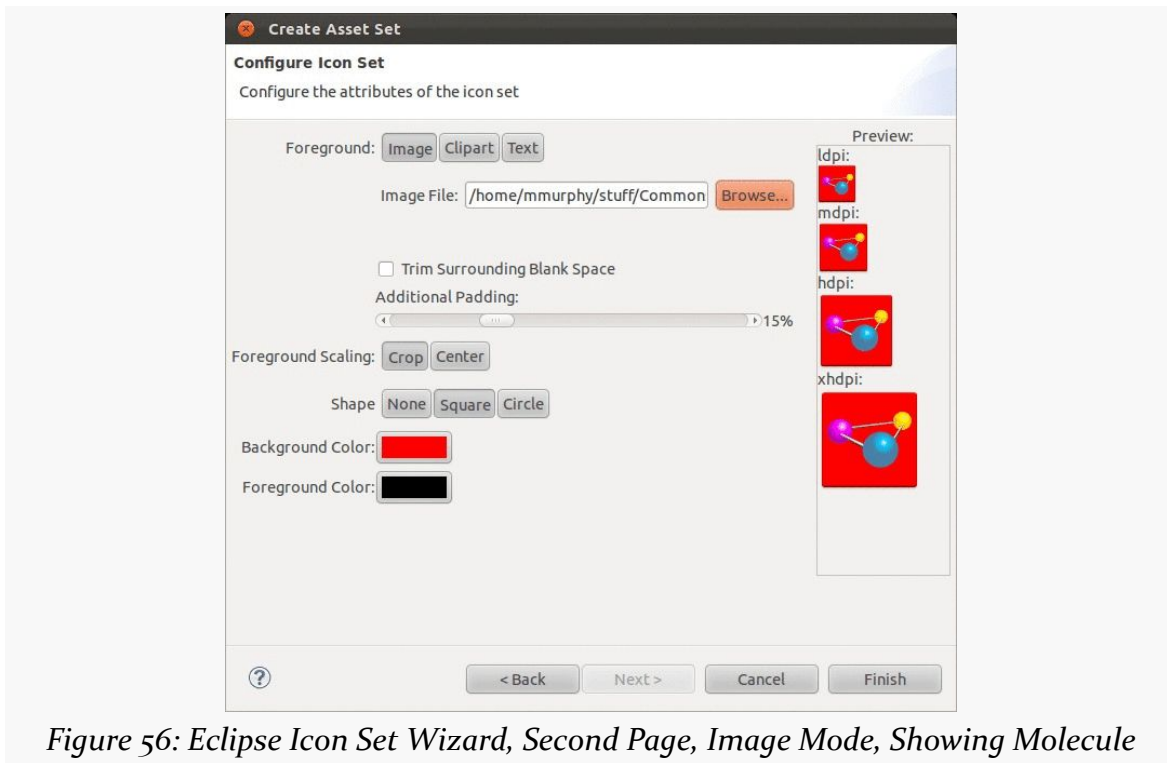 Create Asset Set
Configure Icon Set
Configure the attributes of the icon set
Foreground: Image Clipart Text
Image File: /home/mmurphy/stuff/Common Browse...
Trim Surrounding Blank Space
Additional Padding:
15%
Foreground Scaling: Crop Center
Shape None Square Circle
Background Color:
Foreground Color:
Preview:
ldpi:
mdpi:
hdpi:
xhdpi:
?
< Back Next > Cancel Finish
Figure 56: Eclipse Icon Set Wizard, Second Page, Image Mode, Showing Molecule